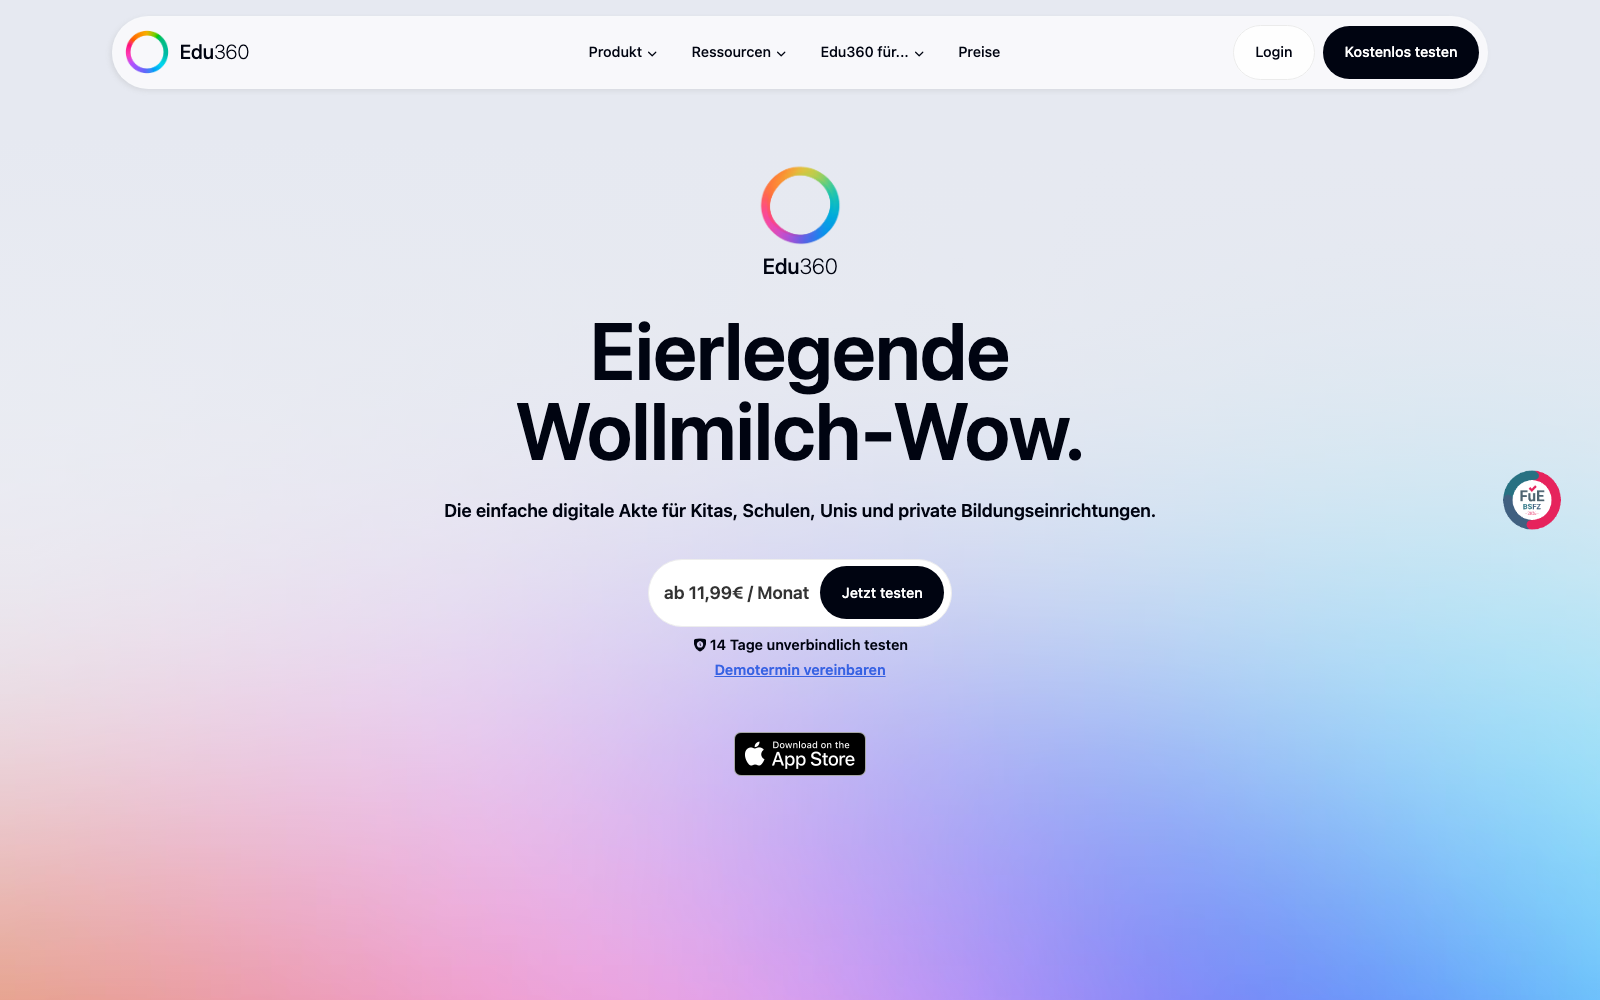 Edu360
Produkt
Ressourcen
Edu360 für...
Preise
Login
Kostenlos testen
Edu360
Eierlegende
Wollmilch-Wow.
Die einfache digitale Akte für Kitas, Schulen, Unis und private Bildungseinrichtungen.
FuE
BSFZ
ab 11,99€ / Monat
Jetzt testen
14 Tage unverbindlich testen
Demotermin vereinbaren
Download on the
App Store